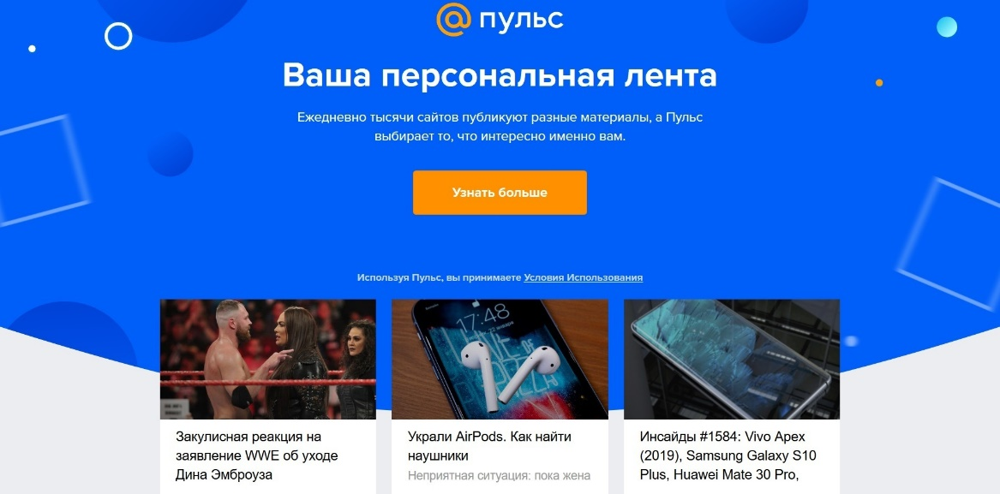 @ пульс
Ваша персональная лента
Ежедневно тысячи сайтов публикуют разные материалы, а Пульс
выбирает то, что интересно именно вам.
Узнать больше
Используя Пульс, вы принимаете Условия Использования
17:48
22 января
Закулисная реакция на
заявление WWE об уходе
Дина Эмброуза
Украли AirPods. Как найти
наушники
Неприятная ситуация: пока жена
Инсайды #1584: Vivo Apex
(2019), Samsung Galaxy S10
Plus, Huawei Mate 30 Pro,